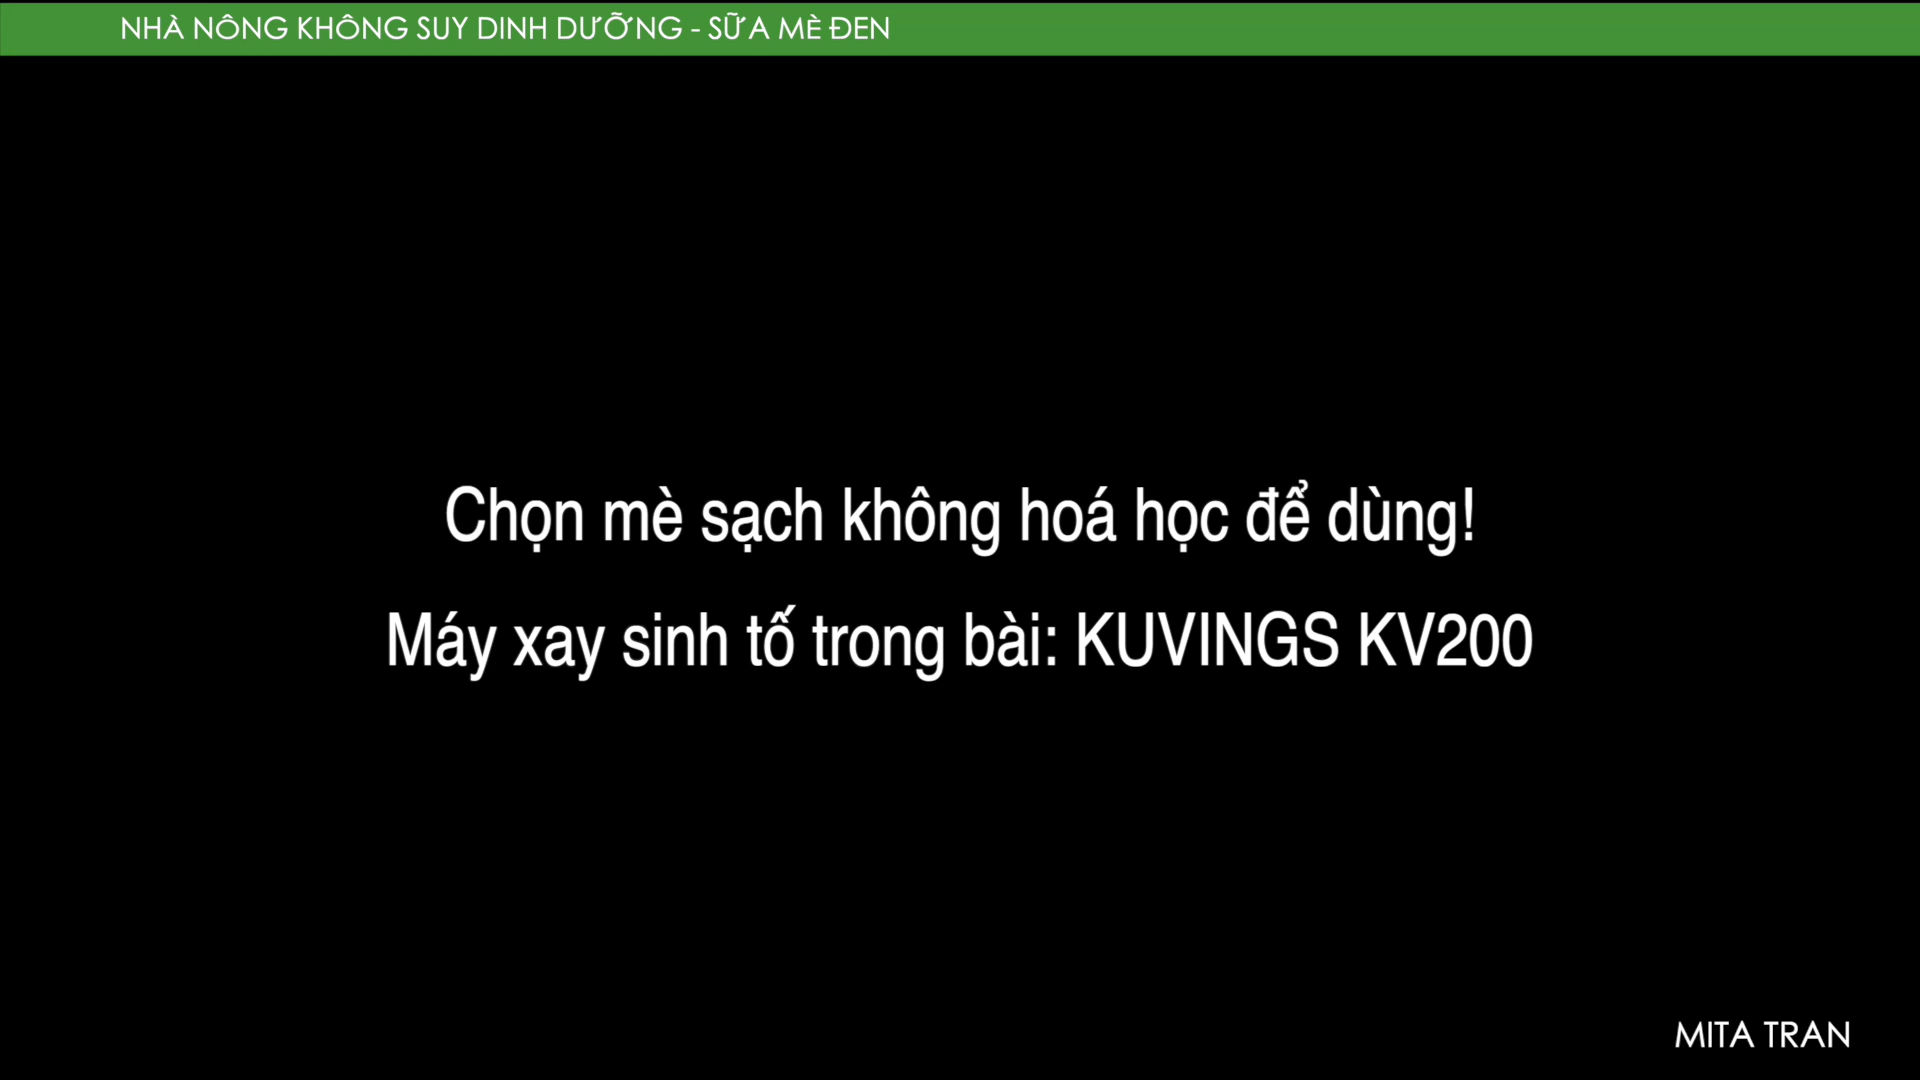 NHÀ NÔNG KHÔNG SUY DINH DƯỠNG - SỮA MÈ ĐEN
Chọn mè sạch không hoá học để dùng!
Máy xay sinh tố trong bài: KUVINGS KV200
MITA TRAN